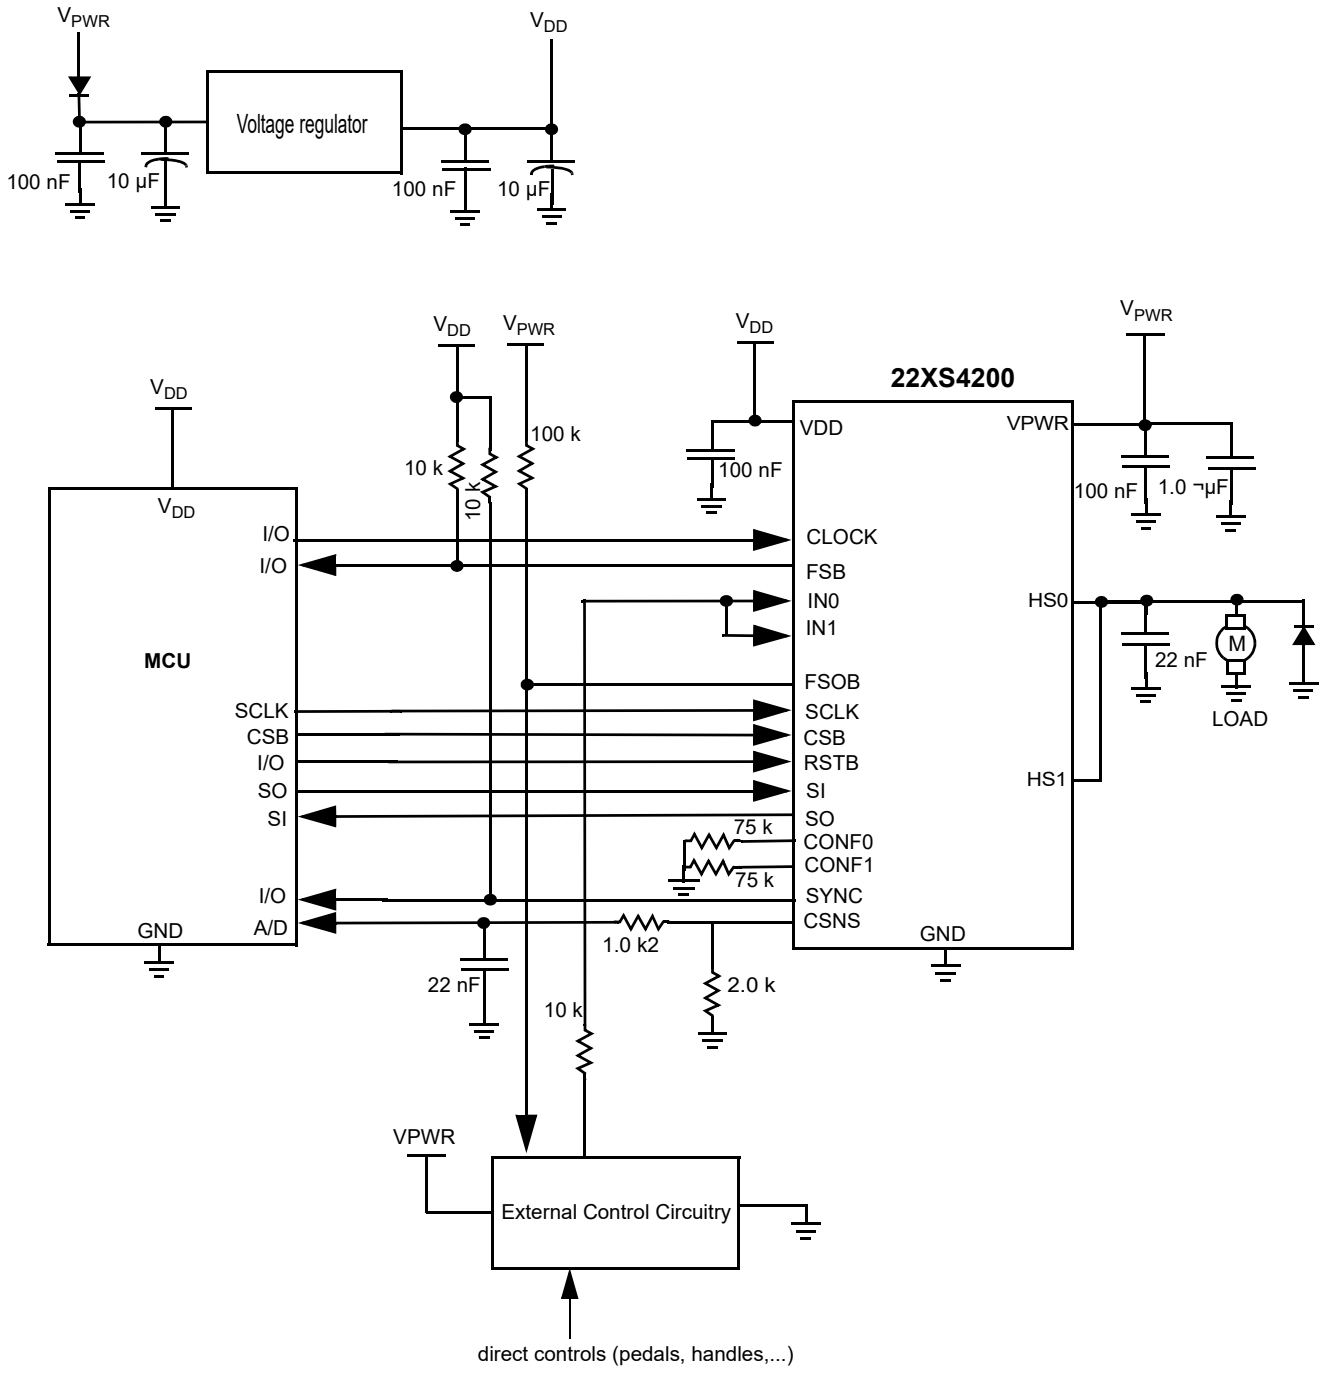 VPWR
VDD
Voltage regulator
100 nF
10 µF
100 nF
10 µF
VDD
VPWR
VDD
VPWR
22XS4200
VDD
VDD
VPWR
100 k
10 k
10 k
100 nF
100 nF
1.0 ¬µF
VDD
I/O
CLOCK
I/O
FSB
IN0
HS0
IN1
MCU
M
22 nF
FSOB
LOAD
SCLK
SCLK
CSB
CSB
I/O
RSTB
HS1
SO
SI
SI
SO
75 k
CONF0
CONF1
75 k
I/O
SYNC
A/D
CSNS
GND
GND
1.0 k2
22 nF
2.0 k
10 k
VPWR
External Control Circuitry
direct controls (pedals, handles,...)